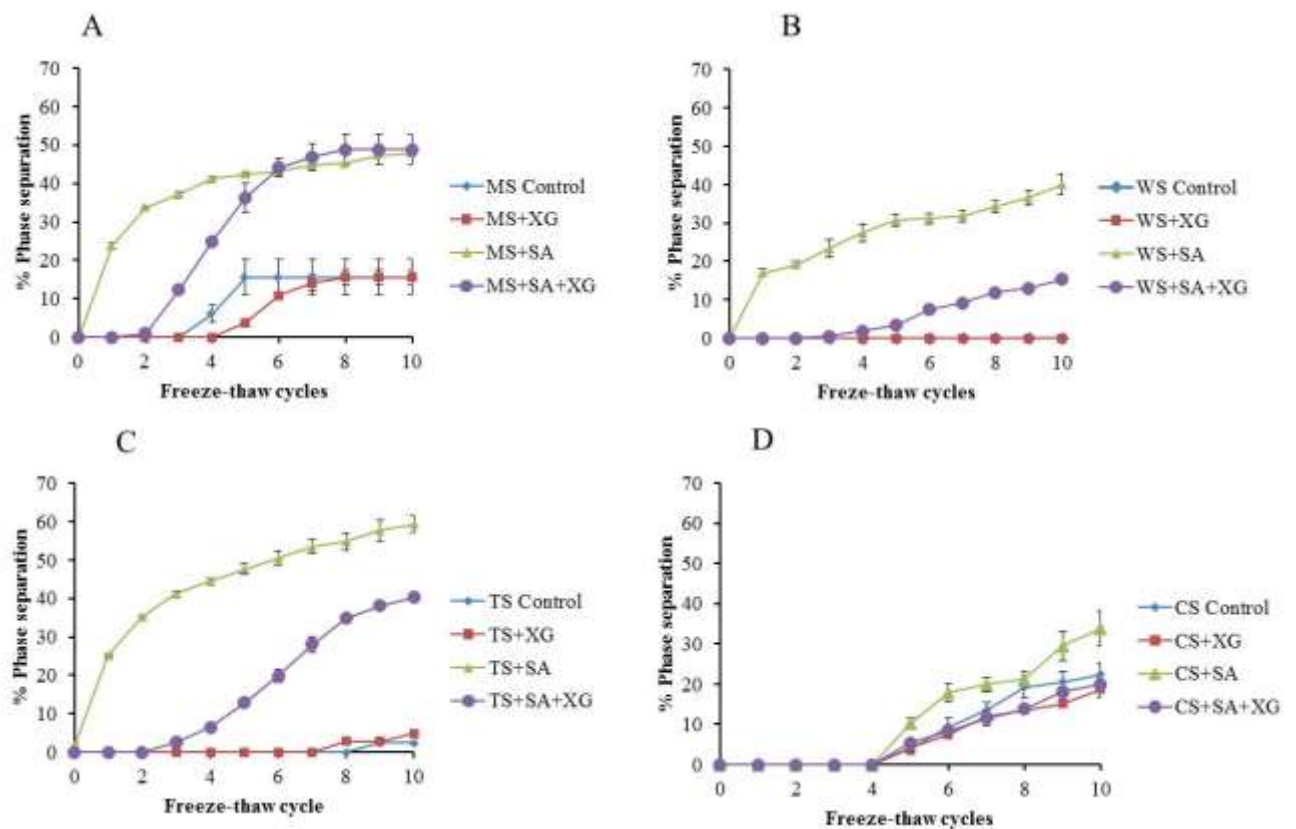 A
% Phase separation
70
60
50
40
30
20
10
0
0 2 4 6 8 10
Freeze-thaw cycles
MS Control
MS+XG
MS+SA
MS+SA+XG
B
% Phase separation
70
60
50
40
30
20
10
0
0 2 4 6 8 10
Freze-thaw cycles
WS Control
WS+XG
WS+SA
WS+SA+XG
C
% Phase separation
70
60
50
40
30
20
10
0
0 2 4 6 8 10
Freeze-thaw cycle
TS Control
TS+XG
TS+SA
TS+SA+XG
D
% Phase separation
70
60
50
40
30
20
10
0
0 2 4 6 8 10
Freeze-thaw cycles
CS Control
CS+XG
CS+SA
CS+SA+XG